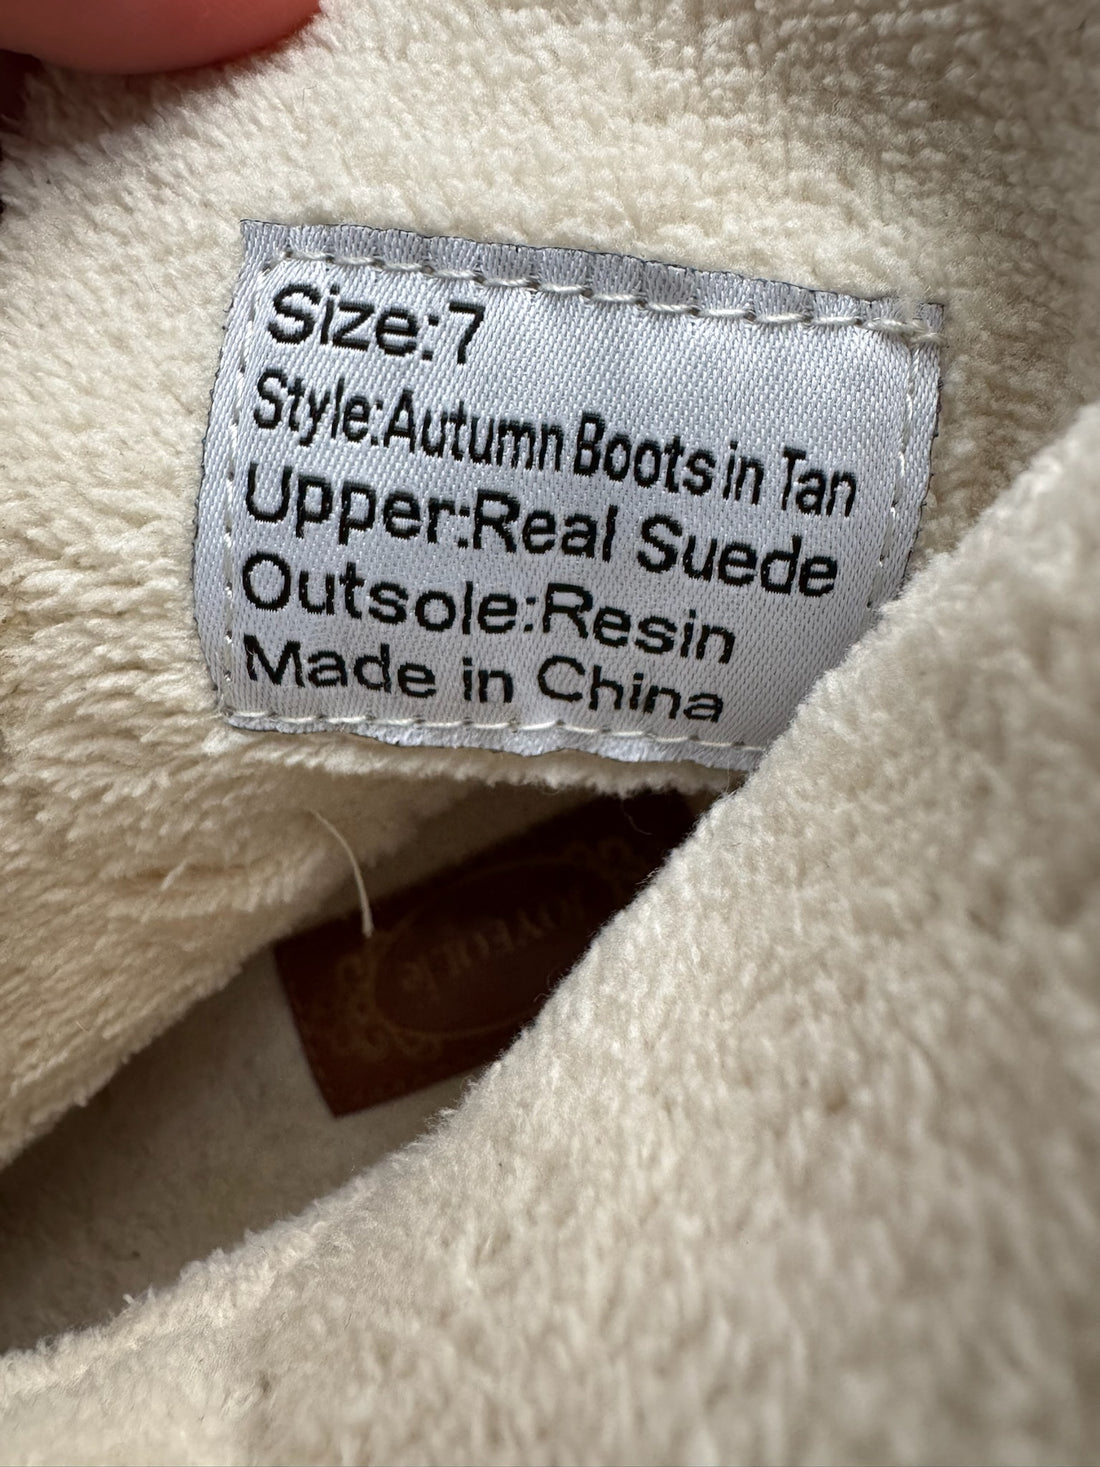 Size:7
Style:Autumn Boots in Tan
Upper:Real Suede
Outsole:Resin
Made in China